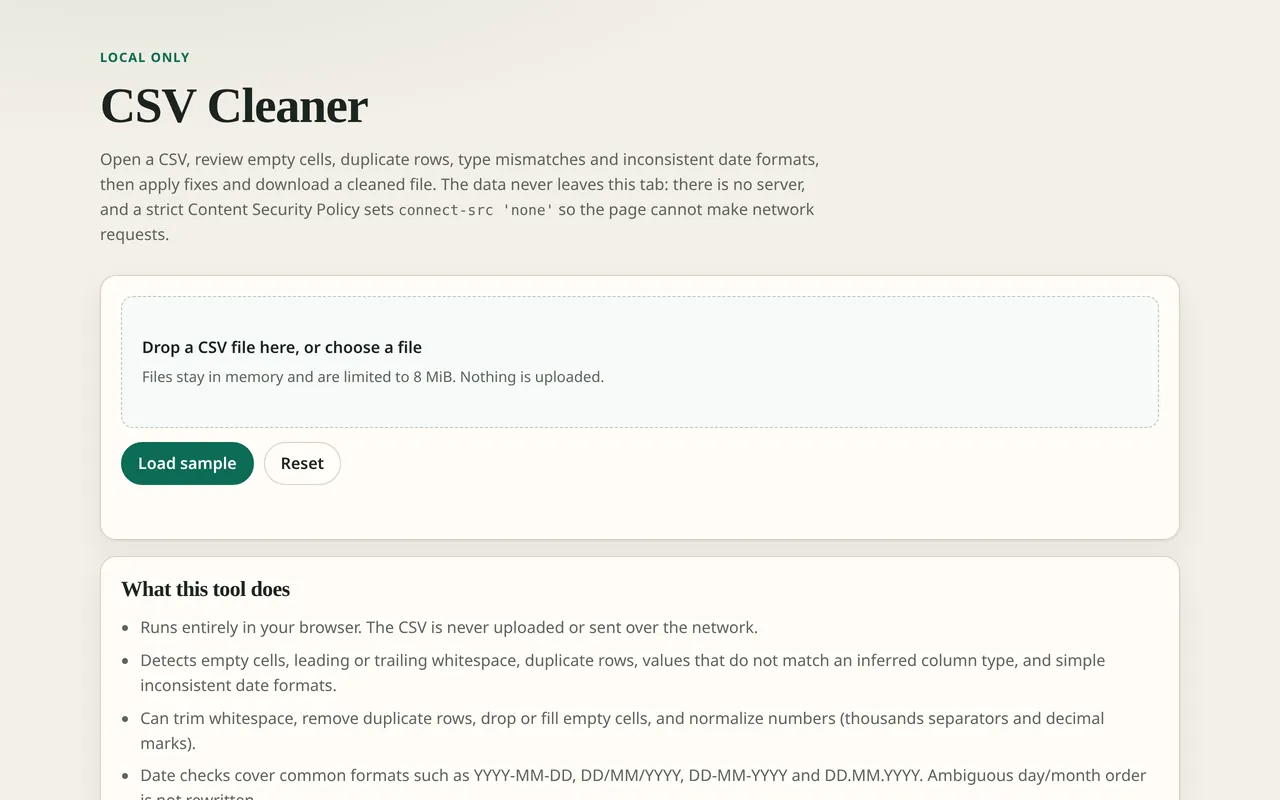 LOCAL ONLY
CSV Cleaner
Open a CSV, review empty cells, duplicate rows, type mismatches and inconsistent date formats,
then apply fixes and download a cleaned file. The data never leaves this tab: there is no server,
and a strict Content Security Policy sets connect-src 'none' so the page cannot make network
requests.
Drop a CSV file here, or choose a file
Files stay in memory and are limited to 8 MiB. Nothing is uploaded.
Load sample
Reset
What this tool does
• Runs entirely in your browser. The CSV is never uploaded or sent over the network.
• Detects empty cells, leading or trailing whitespace, duplicate rows, values that do not match an inferred column type, and simple
inconsistent date formats.
• Can trim whitespace, remove duplicate rows, drop or fill empty cells, and normalize numbers (thousands separators and decimal
marks).
• Date checks cover common formats such as YYYY-MM-DD, DD/MM/YYYY, DD-MM-YYYY and DD.MM.YYYY. Ambiguous day/month order
is not rewritten.